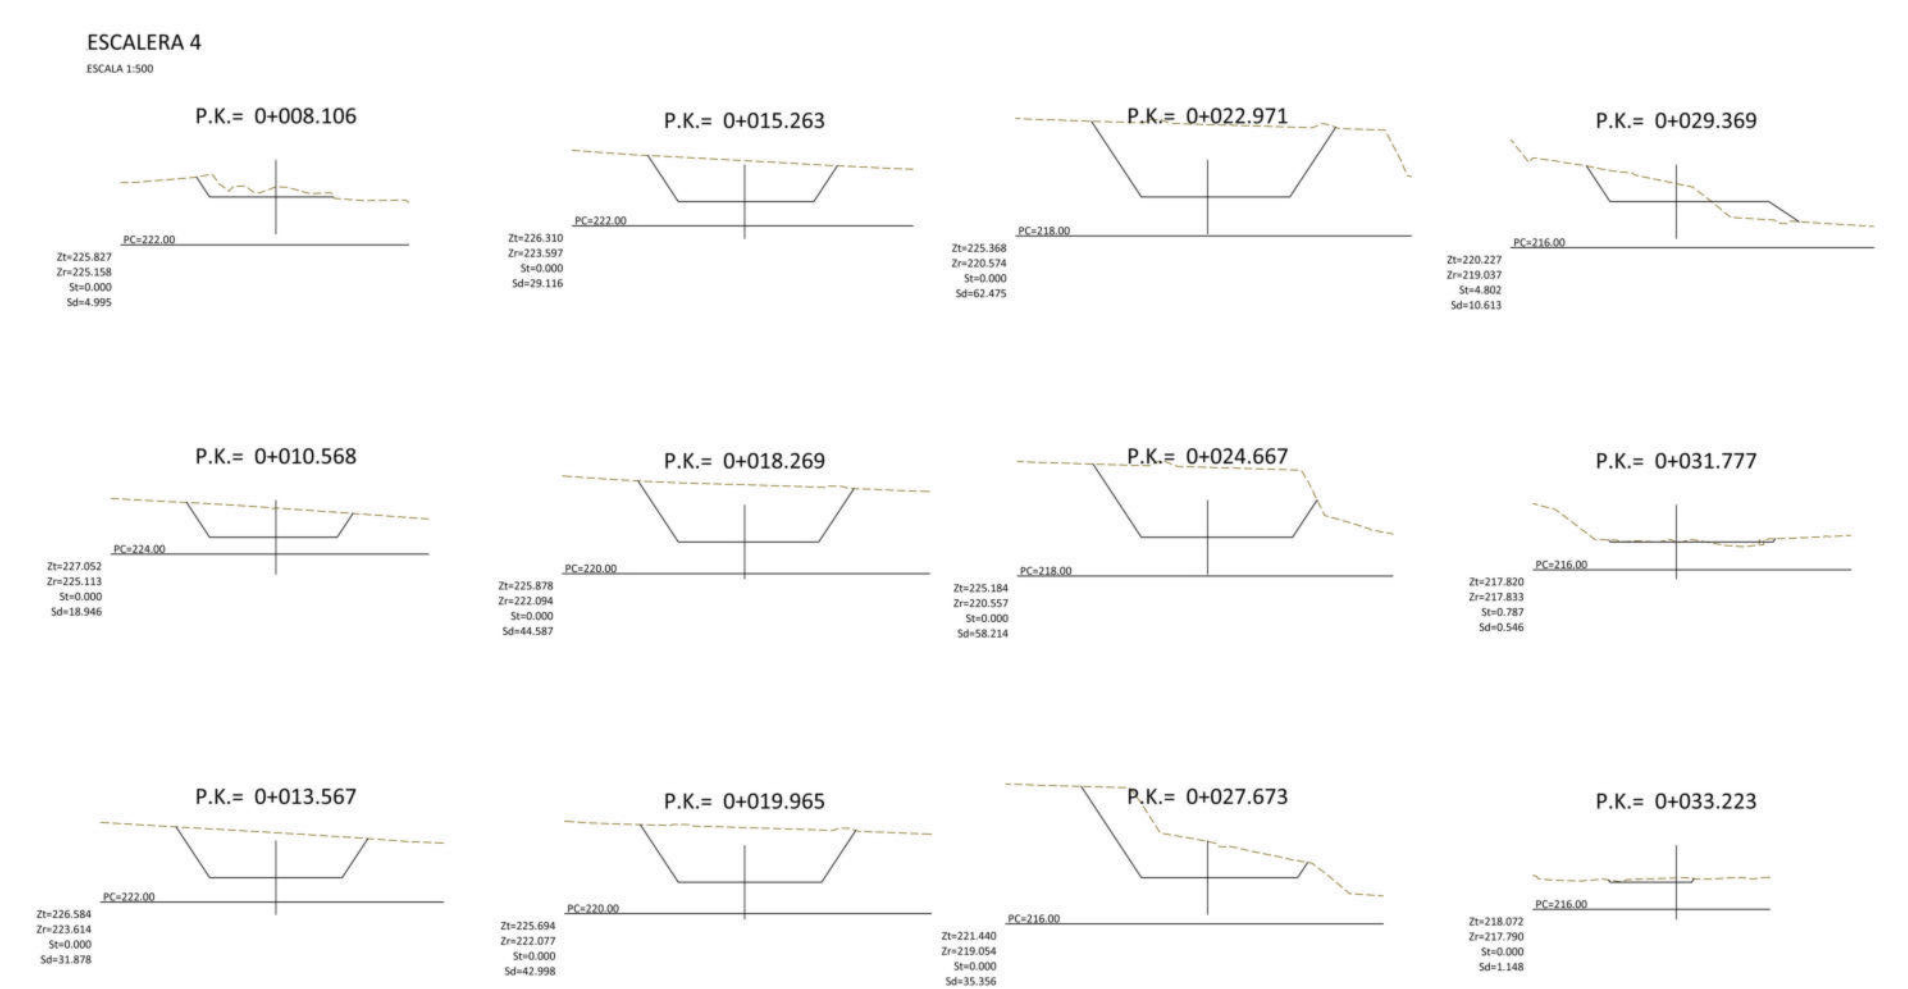 ESCALERA 4
ESCALA 1:500
P.K.= 0+008.106
PC=222.00
Zt=225.827
Zr=225.158
St=0.000
Sd=4.995
P.K.= 0+015.263
PC=222.00
Zt=226.310
Zr=223.597
St=0.000
Sd=29.116
P.K.= 0+022.971
PC=218.00
Zt=225.368
Zr=220.574
St=0.000
Sd=62.475
P.K.= 0+029.369
PC=216.00
Zt=220.227
Zr=219.037
St=4.802
Sd=10.613
P.K.= 0+010.568
PC=224.00
Zt=227.052
Zr=225.113
St=0.000
Sd=18.946
P.K.= 0+018.269
PC=220.00
Zt=225.878
Zr=222.094
St=0.000
Sd=44.587
P.K.= 0+024.667
PC=218.00
Zt=225.184
Zr=220.557
St=0.000
Sd=58.214
P.K.= 0+031.777
PC=216.00
Zt=217.820
Zr=217.833
St=0.787
Sd=0.546
P.K.= 0+013.567
PC=222.00
Zt=226.584
Zr=223.614
St=0.000
Sd=31.878
P.K.= 0+019.965
PC=220.00
Zt=225.694
Zr=222.077
St=0.000
Sd=42.998
P.K.= 0+027.673
PC=216.00
Zt=221.440
Zr=219.054
St=0.000
Sd=35.356
P.K.= 0+033.223
PC=216.00
Zt=218.072
Zr=217.790
St=0.000
Sd=1.148